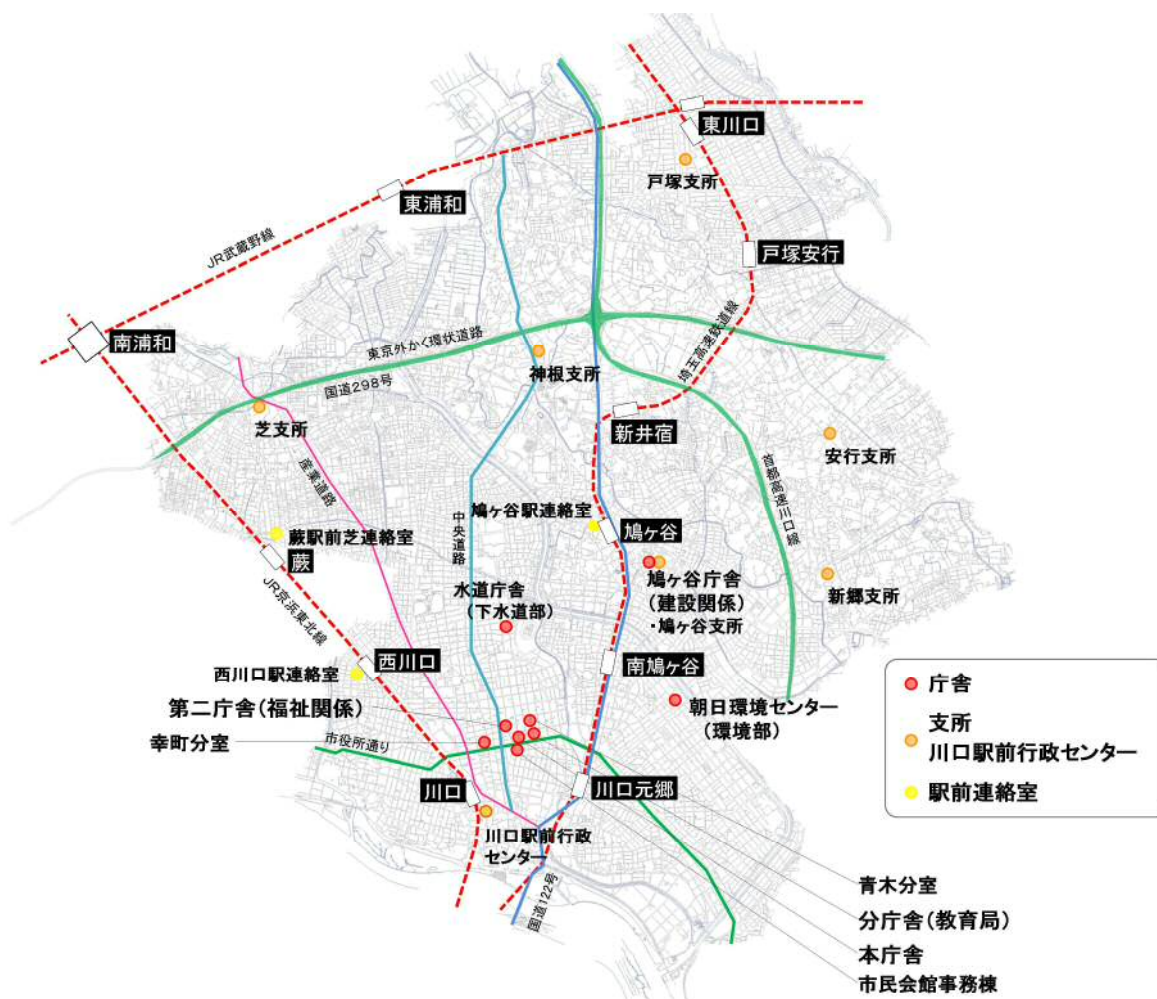 東川口
戸塚支所
東浦和
JR武蔵野線
戸塚安行
南浦和
東京外かく環状道路
国道298号
埼玉高速鉄道線
神根支所
芝支所
新井宿
安行支所
産業道路
首都高速川口線
中央道路
鳩ヶ谷駅連絡室
鳩ヶ谷
蕨駅前芝連絡室
蕨
鳩ヶ谷庁舎
(建設関係)
・鳩ヶ谷支所
新郷支所
水道庁舎
(下水道部)
JR京浜東北線
西川口
南鳩ヶ谷
西川口駅連絡室
第二庁舎(福祉関係)
朝日環境センター
(環境部)
幸町分室
市役所通り
川口
川口元郷
川口駅前行政
センター
国道122号
庁舎
支所
川口駅前行政センター
駅前連絡室
青木分室
分庁舎(教育局)
本庁舎
市民会館事務棟